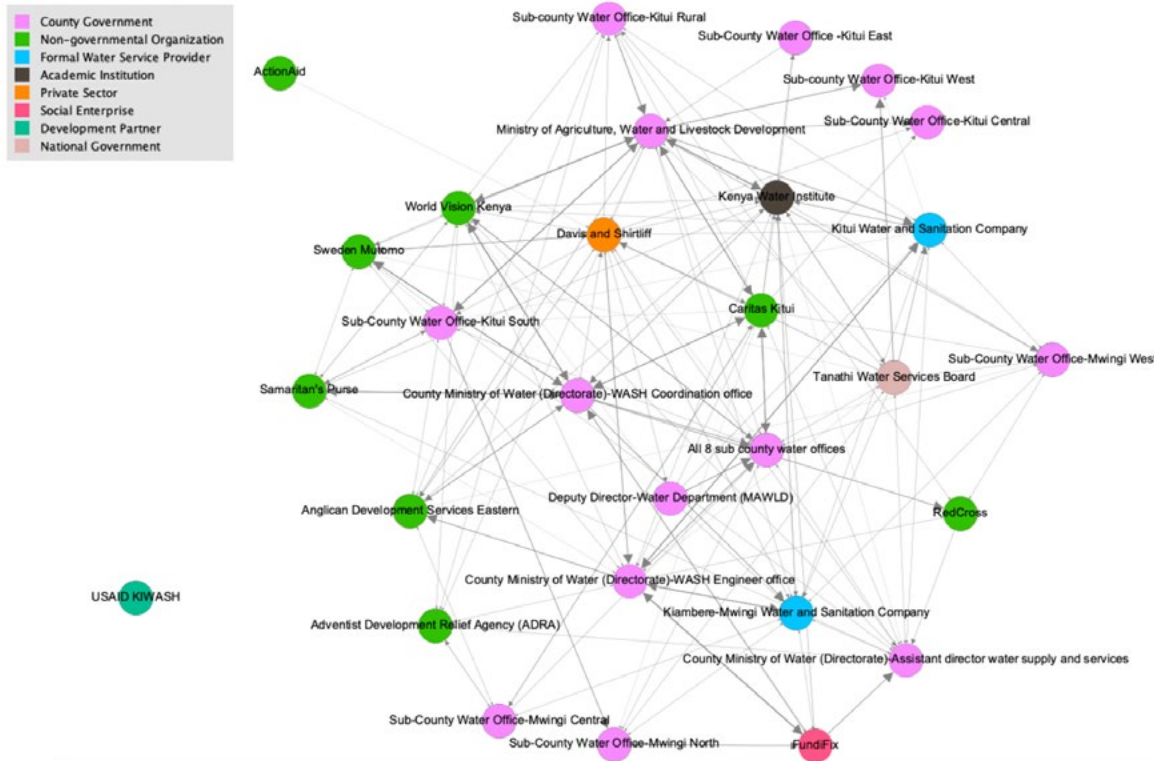 County Government
Non-governmental Organization
Formal Water Service Provider
Academic Institution
Private Sector
Social Enterprise
Development Partner
National Government
Sub-county Water Office-Kitui Rural
Sub-County Water Office -Kitui East
ActionAid
Sub-county Water Office-Kitui West
Sub-County Water Office-Kitui Central
Ministry of Agriculture, Water and Livestock Development
Kenya Water Institute
World Vision Kenya
Kitui Water and Sanitation Company
Davis and Shirtliff
Sweden Mutomo
Caritas Kitui
Sub-County Water Office-Kitui South
Sub-County Water Office-Mwingi West
Tanathi Water Services Board
Samaritan's Purse
County Ministry of Water (Directorate)-WASH Coordination office
All 8 sub county water offices
Deputy Director-Water Department (MAWLD)
Anglican Development Services Eastern
RedCross
County Ministry of Water (Directorate)-WASH Engineer office
USAID KIWASH
Kiambere-Mwingi Water and Sanitation Company
Adventist Development Relief Agency (ADRA)
County Ministry of Water (Directorate)-Assistant director water supply and services
Sub-County Water Office-Mwingi Central
Sub-County Water Office-Mwingi North
FundiFix